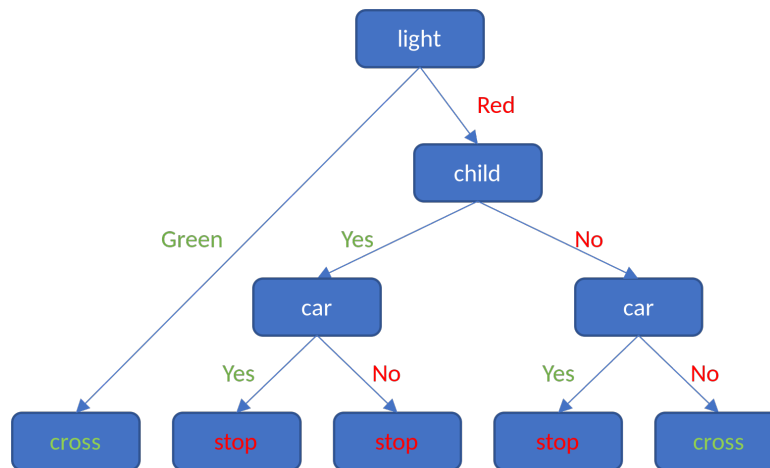 light
Red
child
Green
Yes
No
car
car
Yes
No
Yes
No
cross
stop
stop
stop
cross